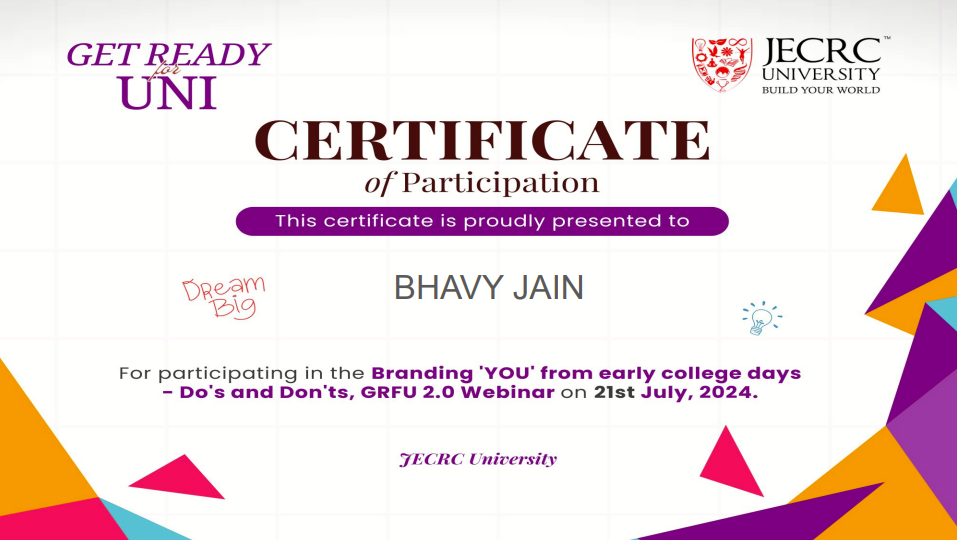 GET READY
for
UNI
JECRC™
UNIVERSITY
BUILD YOUR WORLD
CERTIFICATE
of Participation
This certificate is proudly presented to
Dream
Big
BHAVY JAIN
For participating in the Branding 'YOU' from early college days
- Do's and Don'ts, GRFU 2.0 Webinar on 21st July, 2024.
JECRC University